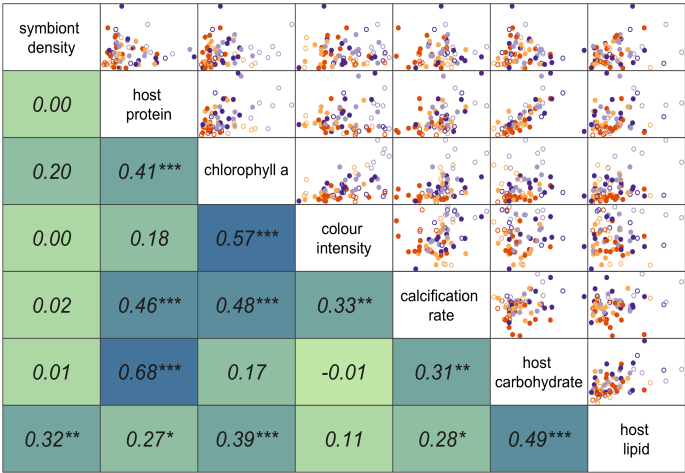 symbiont
density
0.00
host
protein
0.20
0.41***
chlorophyll a
0.00
0.18
0.57***
colour
intensity
0.02
0.46***
0.48***
0.33**
calcification
rate
0.01
0.68***
0.17
-0.01
0.31**
host
carbohydrate
0.32**
0.27*
0.39***
0.11
0.28*
0.49***
host
lipid